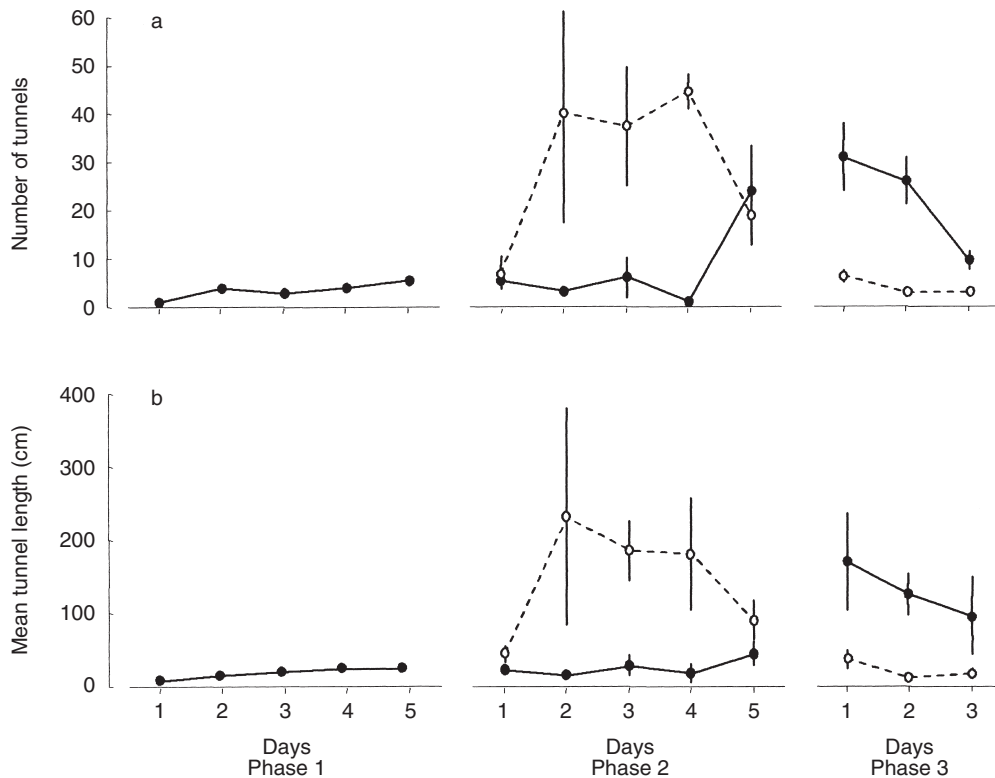 a
Number of tunnels
60
50
40
30
20
10
0
b
Mean tunnel length (cm)
400
300
200
100
0
1 2 3 4 5 1 2 3 4 5 1 2 3
Days Days Days
Phase 1 Phase 2 Phase 3